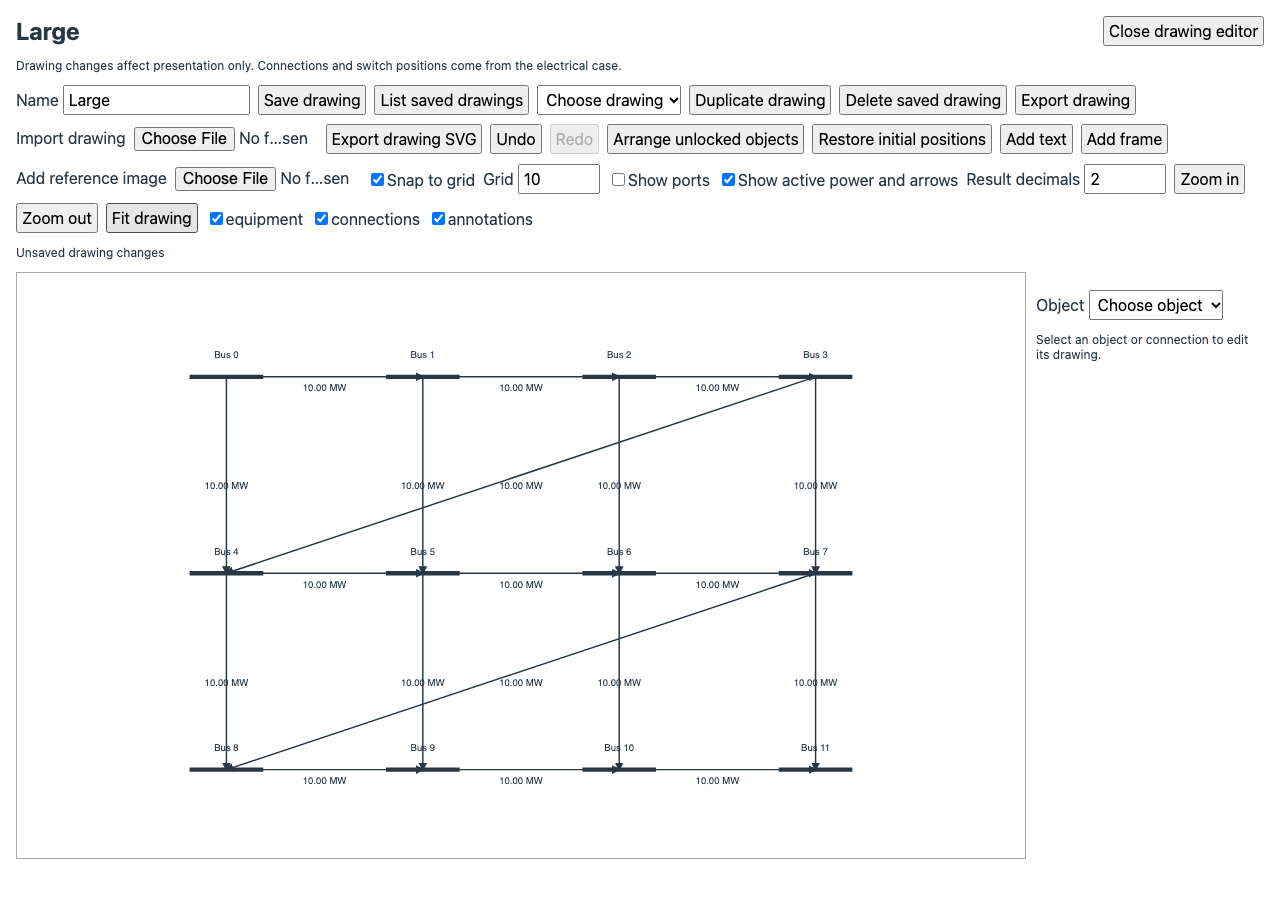 Large
Close drawing editor
Drawing changes affect presentation only. Connections and switch positions come from the electrical case.
Name Large Save drawing List saved drawings Choose drawing Duplicate drawing Delete saved drawing Export drawing
Import drawing Choose File No f...sen Export drawing SVG Undo Redo Arrange unlocked objects Restore initial positions Add text Add frame
Add reference image Choose File No f...sen Snap to grid Grid 10 Show ports Show active power and arrows Result decimals 2 Zoom in
Zoom out Fit drawing equipment connections annotations
Unsaved drawing changes
Object Choose object
Select an object or connection to edit
its drawing.
Bus 0 Bus 1 Bus 2 Bus 3
10.00 MW 10.00 MW 10.00 MW
10.00 MW 10.00 MW 10.00 MW 10.00 MW 10.00 MW
Bus 4 Bus 5 Bus 6 Bus 7
10.00 MW 10.00 MW 10.00 MW
10.00 MW 10.00 MW 10.00 MW 10.00 MW 10.00 MW
Bus 8 Bus 9 Bus 10 Bus 11
10.00 MW 10.00 MW 10.00 MW